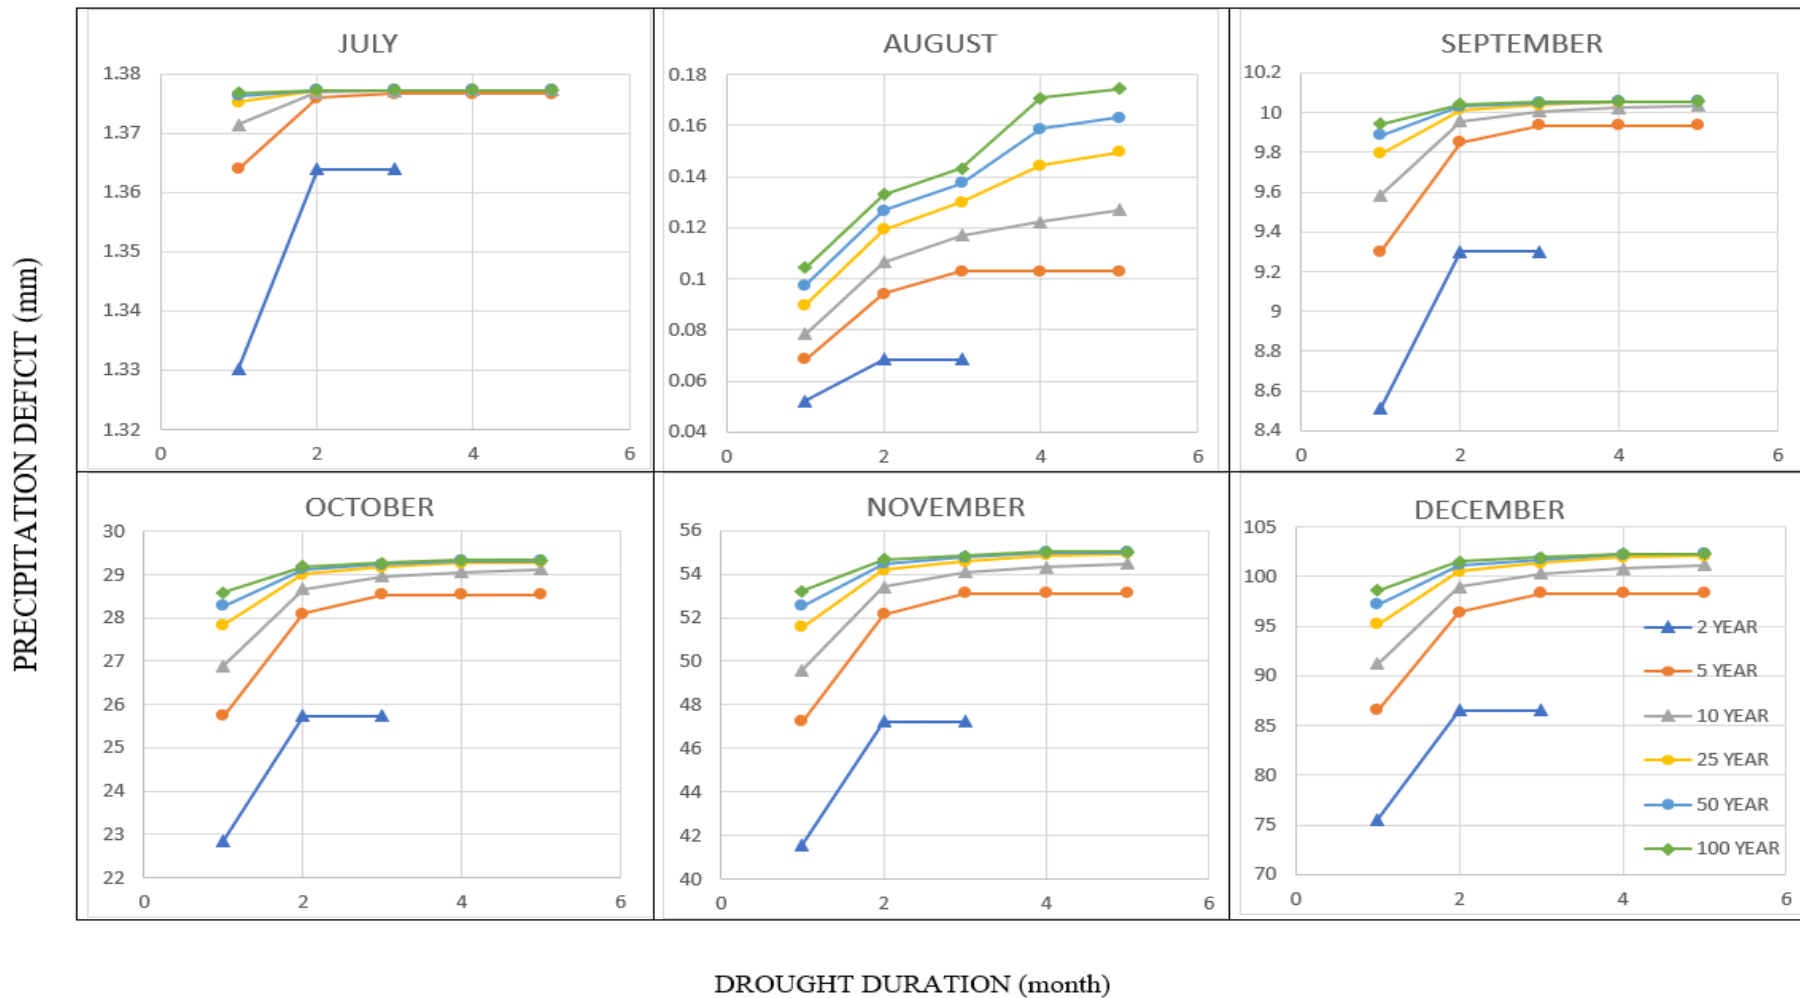 PRECIPITATION DEFICIT (mm)
JULY
1.38
1.37
1.36
1.35
1.34
1.33
1.32
0 2 4 6
AUGUST
0.18
0.16
0.14
0.12
0.1
0.08
0.06
0.04
0 2 4 6
SEPTEMBER
10.2
10
9.8
9.6
9.4
9.2
9
8.8
8.6
8.4
0 2 4 6
OCTOBER
30
29
28
27
26
25
24
23
22
0 2 4 6
NOVEMBER
56
54
52
50
48
46
44
42
40
0 2 4 6
DECEMBER
105
100
95
90
85
80
75
70
0 2 4 6
2 YEAR
5 YEAR
10 YEAR
25 YEAR
50 YEAR
100 YEAR
DROUGHT DURATION (month)